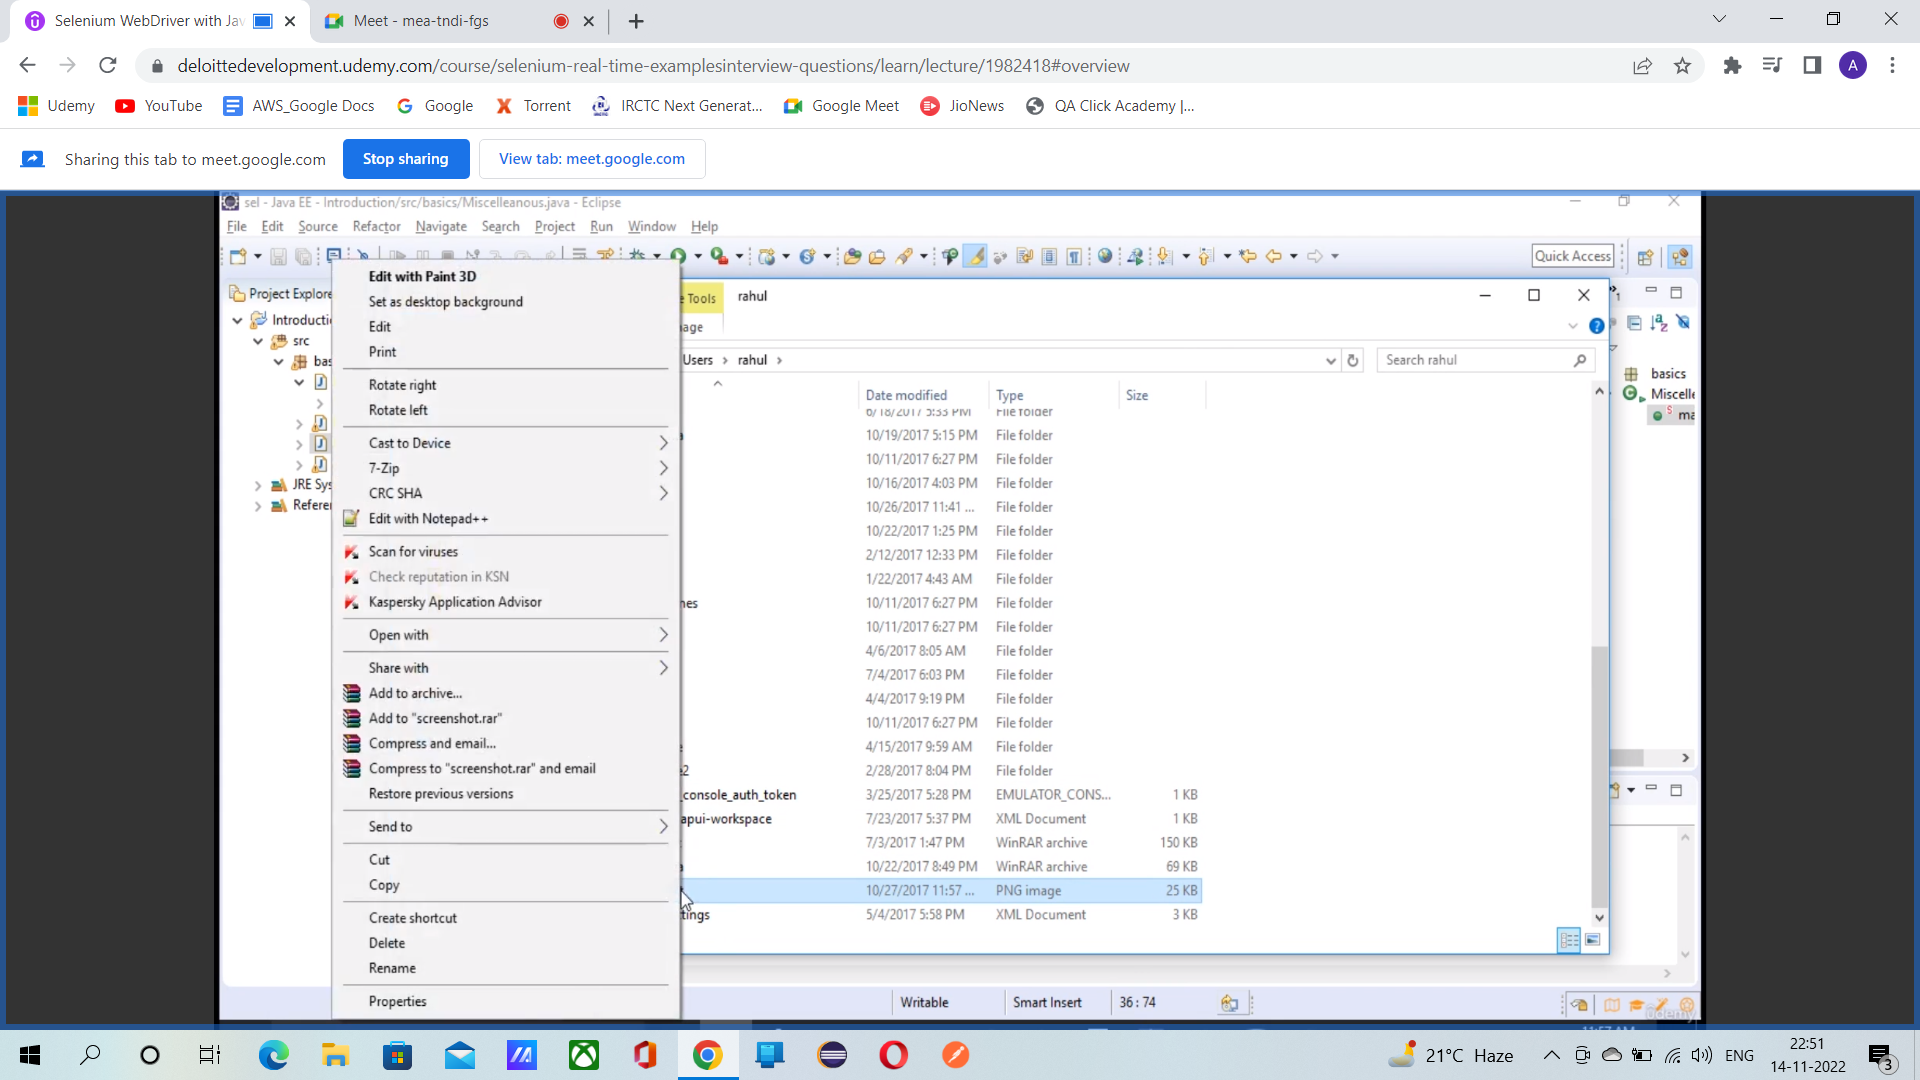 Selenium WebDriver with Jav
Meet - mea-tndi-fgs
deloittedevelopment.udemy.com/course/selenium-real-time-examplesinterview-questions/learn/lecture/1982418#overview
A
Udemy YouTube AWS_Google Docs Google Torrent IRCTC Next Generat... Google Meet JioNews QA Click Academy |...
Sharing this tab to meet.google.com Stop sharing View tab: meet.google.com
sel - Java EE - Introduction/src/basics/Miscelleanous.java - Eclipse
File Edit Source Refactor Navigate Search Project Run Window Help
Quick Access
Project Explore
Introducti
src
bas
JRE Sys
Referer
Edit with Paint 3D
Set as desktop background
Edit
Print
Rotate right
Rotate left
Cast to Device
7-Zip
CRC SHA
Edit with Notepad++
Scan for viruses
Check reputation in KSN
Kaspersky Application Advisor
Open with
Share with
Add to archive...
Add to "screenshot.rar"
Compress and email...
Compress to "screenshot.rar" and email
Restore previous versions
Send to
Cut
Copy
Create shortcut
Delete
Rename
Properties
e Tools rahul
age
Users > rahul >
Search rahul
Date modified Type Size
6/18/2017 5:33 PM File folder
10/19/2017 5:15 PM File folder
10/11/2017 6:27 PM File folder
10/16/2017 4:03 PM File folder
10/26/2017 11:41 ... File folder
10/22/2017 1:25 PM File folder
2/12/2017 12:33 PM File folder
1/22/2017 4:43 AM File folder
nes 10/11/2017 6:27 PM File folder
10/11/2017 6:27 PM File folder
4/6/2017 8:05 AM File folder
7/4/2017 6:03 PM File folder
4/4/2017 9:19 PM File folder
10/11/2017 6:27 PM File folder
4/15/2017 9:59 AM File folder
2/28/2017 8:04 PM File folder
_console_auth_token 3/25/2017 5:28 PM EMULATOR_CONS... 1 KB
apui-workspace 7/23/2017 5:37 PM XML Document 1 KB
7/3/2017 1:47 PM WinRAR archive 150 KB
10/22/2017 8:49 PM WinRAR archive 69 KB
10/27/2017 11:57 ... PNG image 25 KB
tings 5/4/2017 5:58 PM XML Document 3 KB
basics
Miscelle
ma
Writable Smart Insert 36 : 74
udemy
21°C Haze
ENG
22:51
14-11-2022
3